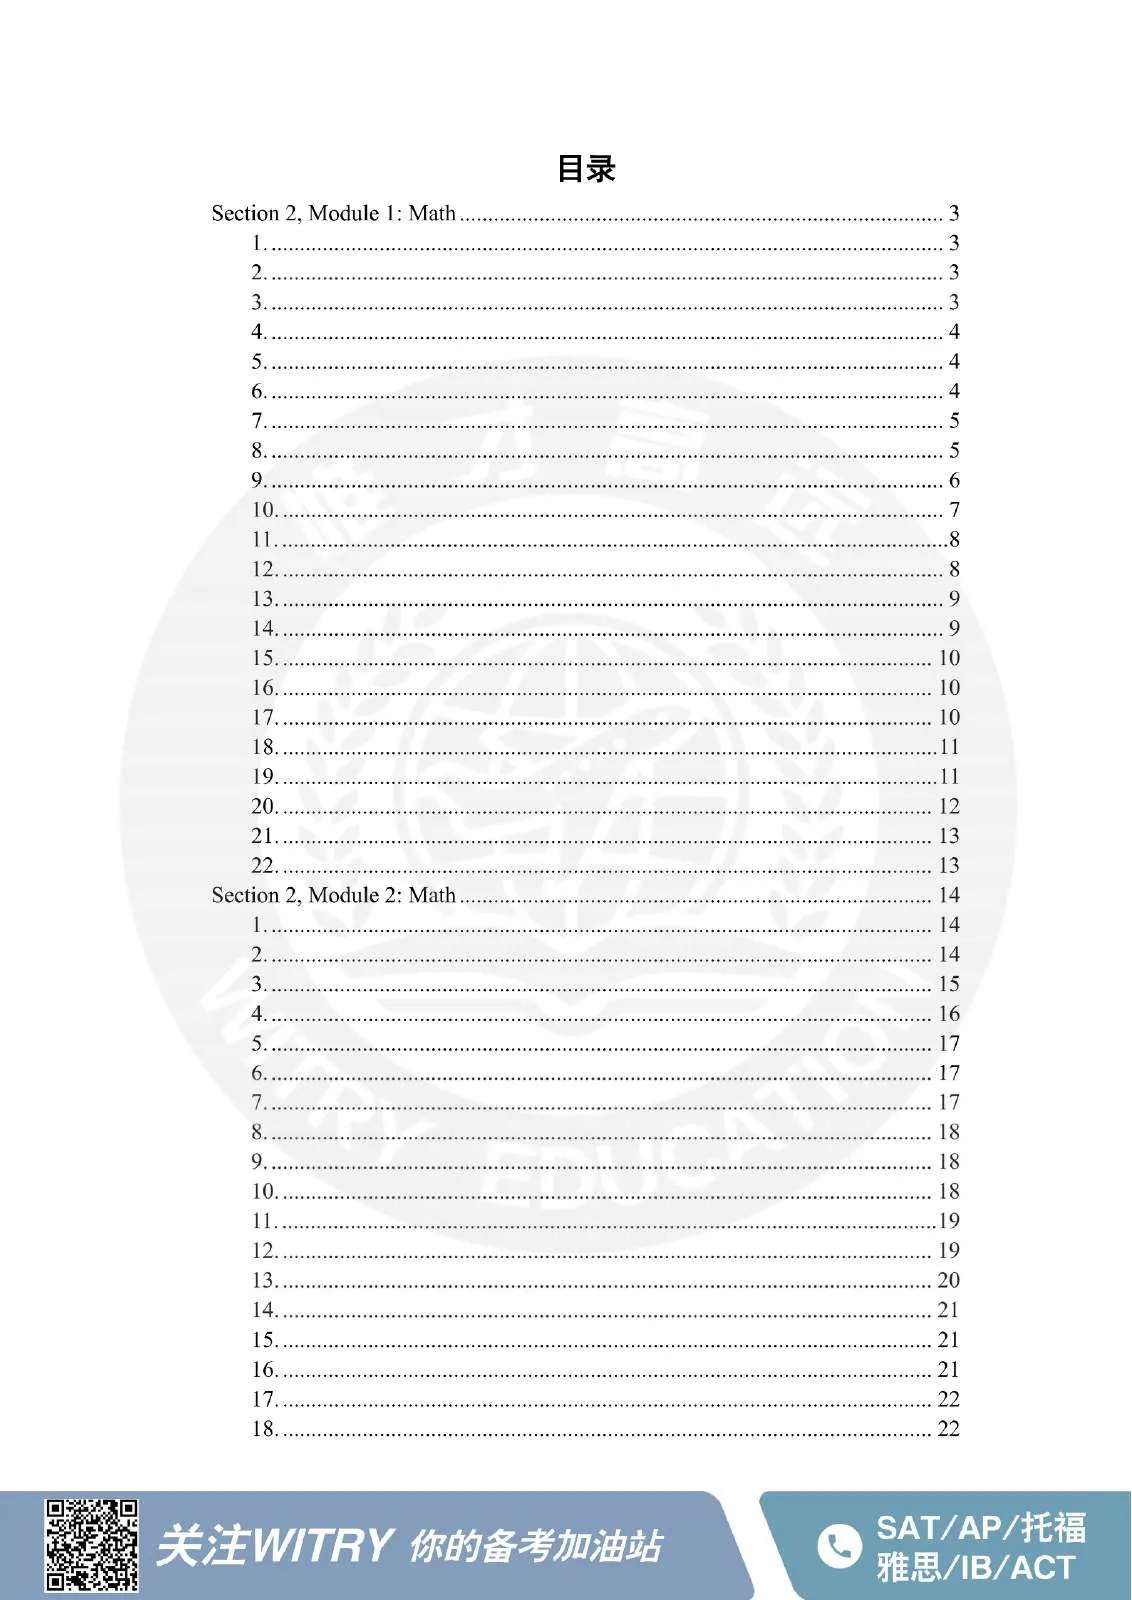 目录
Section 2, Module 1: Math ........ 3
1. ........ 3
2. ........ 3
3. ........ 3
4. ........ 4
5. ........ 4
6. ........ 4
7. ........ 5
8. ........ 5
9. ........ 6
10. ........ 7
11. ........ 8
12. ........ 8
13. ........ 9
14. ........ 9
15. ........ 10
16. ........ 10
17. ........ 10
18. ........ 11
19. ........ 11
20. ........ 12
21. ........ 13
22. ........ 13
Section 2, Module 2: Math ........ 14
1. ........ 14
2. ........ 14
3. ........ 15
4. ........ 16
5. ........ 17
6. ........ 17
7. ........ 17
8. ........ 18
9. ........ 18
10. ........ 18
11. ........ 19
12. ........ 19
13. ........ 20
14. ........ 21
15. ........ 21
16. ........ 21
17. ........ 22
18. ........ 22
惟才高远
WITRY EDUCATION
关注WITRY 你的备考加油站
SAT/AP/托福
雅思/IB/ACT